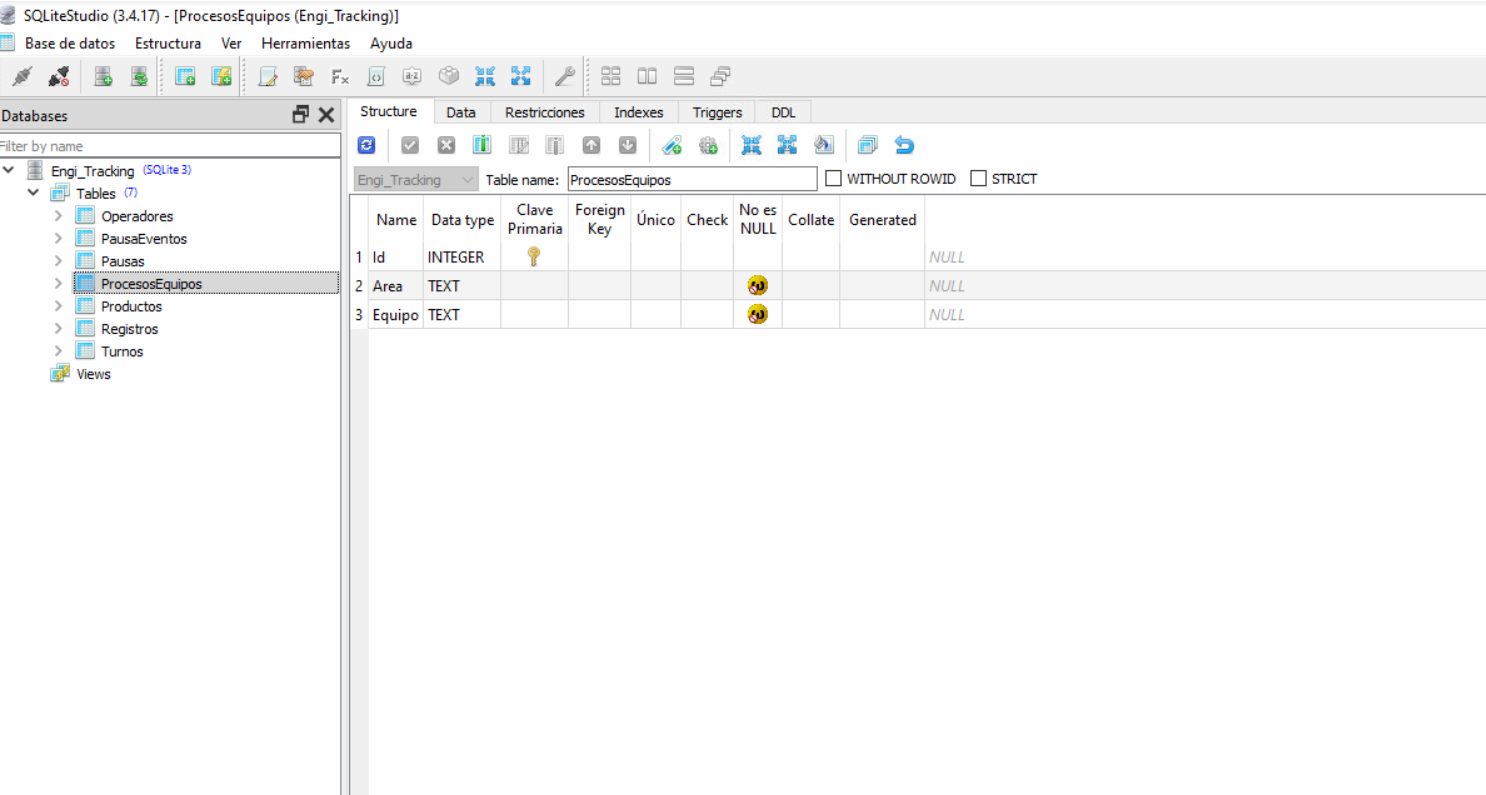 SQLiteStudio (3.4.17) - [ProcesosEquipos (Engi_Tracking)]
Base de datos Estructura Ver Herramientas Ayuda
Databases
Filter by name
Engi_Tracking (SQLite 3)
Tables (7)
Operadores
PausaEventos
Pausas
ProcesosEquipos
Productos
Registros
Turnos
Views
Structure Data Restricciones Indexes Triggers DDL
Engi_Tracking Table name: ProcesosEquipos WITHOUT ROWID STRICT
Name Data type Clave Primaria Foreign Key Único Check No es NULL Collate Generated
1 Id INTEGER NULL
2 Area TEXT NULL
3 Equipo TEXT NULL